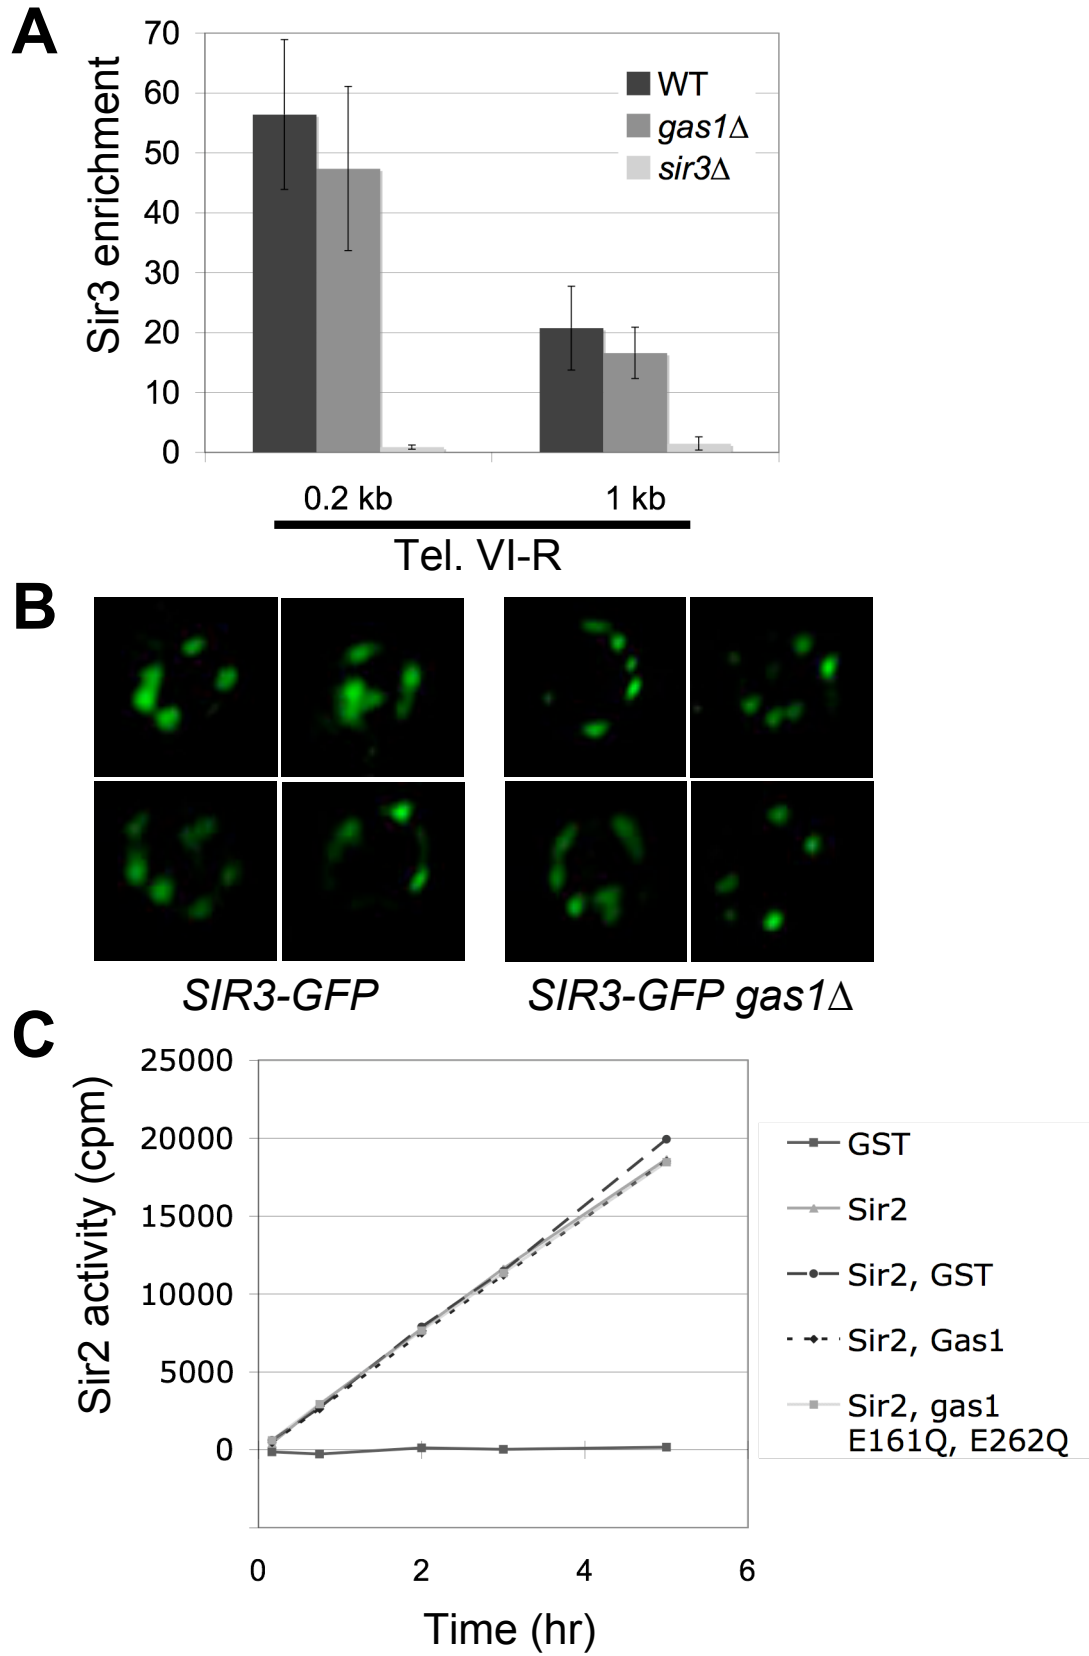 A
Sir3 enrichment
70
60
50
40
30
20
10
0
WT
gas1Δ
sir3Δ
0.2 kb
1 kb
Tel. VI-R
B
SIR3-GFP
SIR3-GFP gas1Δ
C
Sir2 activity (cpm)
25000
20000
15000
10000
5000
0
0
2
4
6
Time (hr)
GST
Sir2
Sir2, GST
Sir2, Gas1
Sir2, gas1
E161Q, E262Q